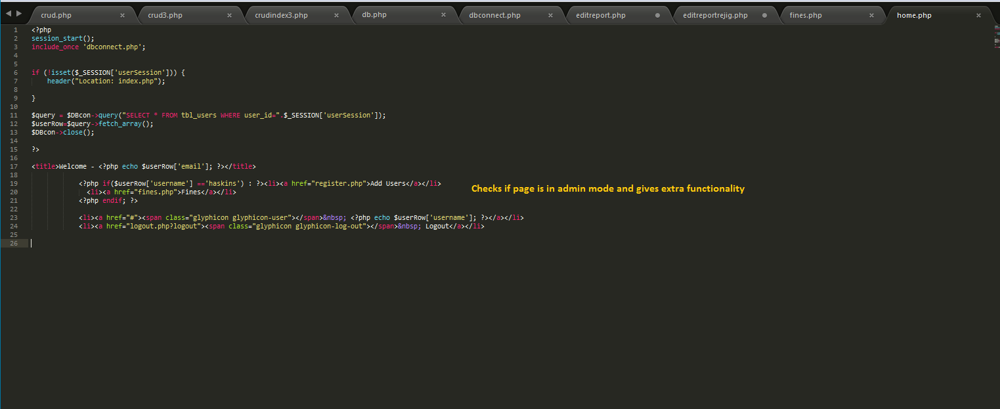 crud.php × crud3.php × crudindex3.php × db.php × dbconnect.php × editreport.php ● editreportrejig.php ● fines.php × home.php ×
1 <?php
2 session_start();
3 include_once 'dbconnect.php';
4
5
6 if (!isset($_SESSION['userSession'])) {
7     header("Location: index.php");
8
9 }
10
11 $query = $DBcon->query("SELECT * FROM tbl_users WHERE user_id=".$_SESSION['userSession']);
12 $userRow=$query->fetch_array();
13 $DBcon->close();
14
15 ?>
16
17 <title>Welcome - <?php echo $userRow['email']; ?></title>
18
19             <?php if($userRow['username'] =='haskins') : ?><li><a href="register.php">Add Users</a></li>
Checks if page is in admin mode and gives extra functionality
20               <li><a href="fines.php">Fines</a></li>
21             <?php endif; ?>
22
23             <li><a href="#"><span class="glyphicon glyphicon-user"></span>&nbsp; <?php echo $userRow['username']; ?></a></li>
24             <li><a href="logout.php?logout"><span class="glyphicon glyphicon-log-out"></span>&nbsp; Logout</a></li>
25
26